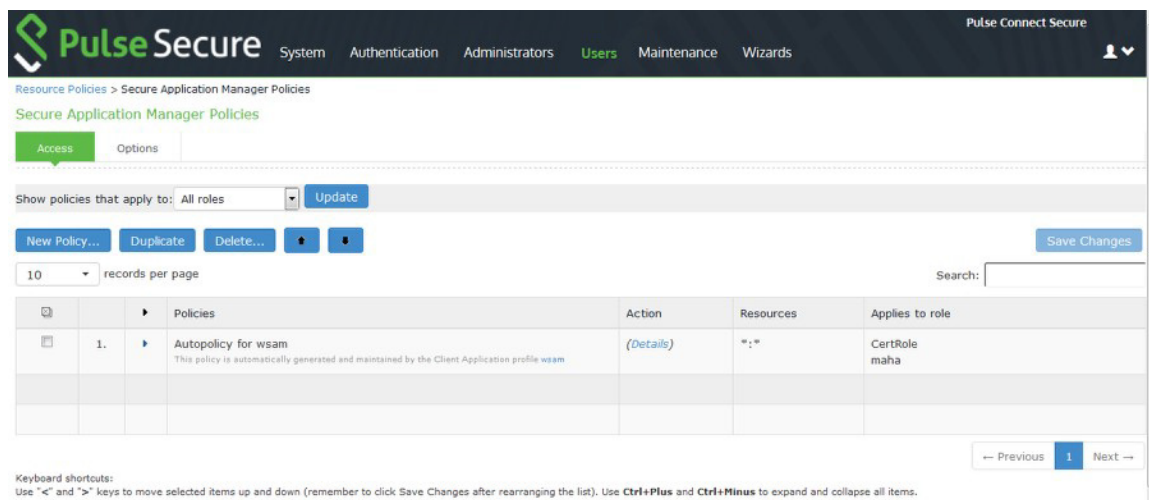 Pulse Connect Secure
Pulse Secure
System Authentication Administrators Users Maintenance Wizards
Resource Policies > Secure Application Manager Policies
Secure Application Manager Policies
Access Options
Show policies that apply to: All roles Update
New Policy... Duplicate Delete... Save Changes
10 records per page Search:
Policies Action Resources Applies to role
1. Autopolicy for wsam (Details) *:* CertRole
This policy is automatically generated and maintained by the Client Application profile wsam maha
← Previous 1 Next →
Keyboard shortcuts:
Use "<" and ">" keys to move selected items up and down (remember to click Save Changes after rearranging the list). Use Ctrl+Plus and Ctrl+Minus to expand and collapse all items.